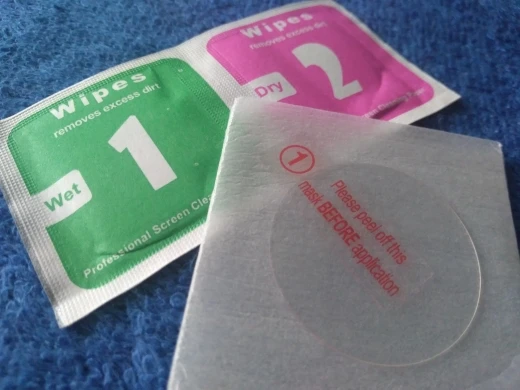 Wipes
removes excess dirt
1
Wet
Professional Screen Cle
Wipes
removes excess dirt
2
Dry
1
Please peel off this
mask BEFORE application